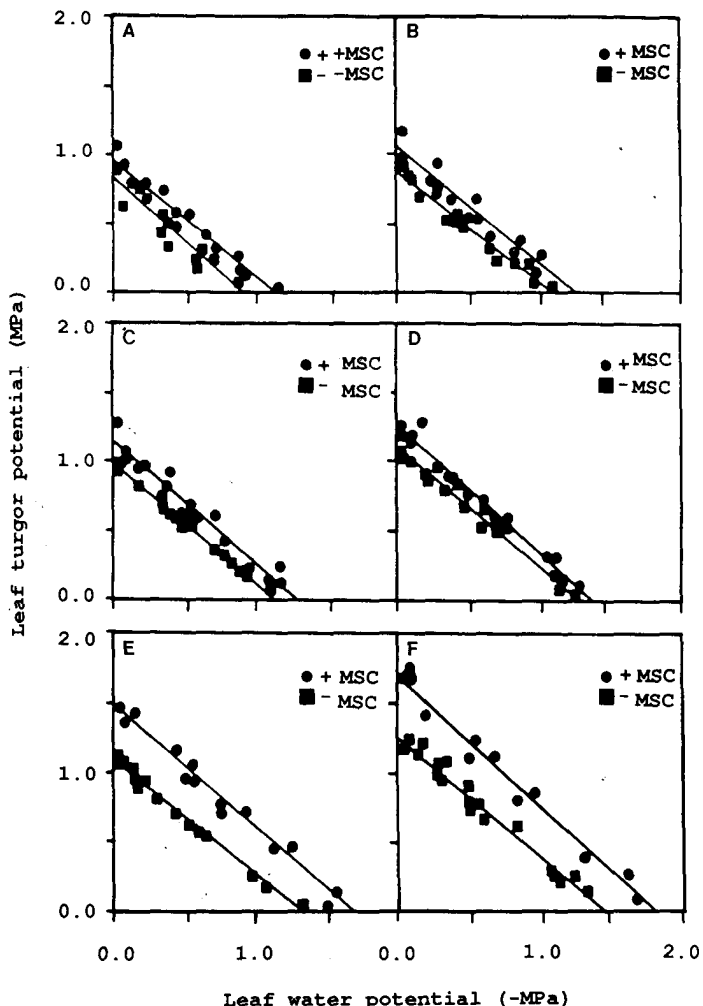 2.0
A
● + +MSC
■ - -MSC
B
● + MSC
■ - MSC
1.0
0.0
2.0
C
● + MSC
■ - MSC
D
● + MSC
■ - MSC
1.0
0.0
2.0
E
● + MSC
■ - MSC
F
● + MSC
■ - MSC
1.0
0.0
Leaf turgor potential (MPa)
0.0 1.0 0.0 1.0 2.0
Leaf water potential (-MPa)